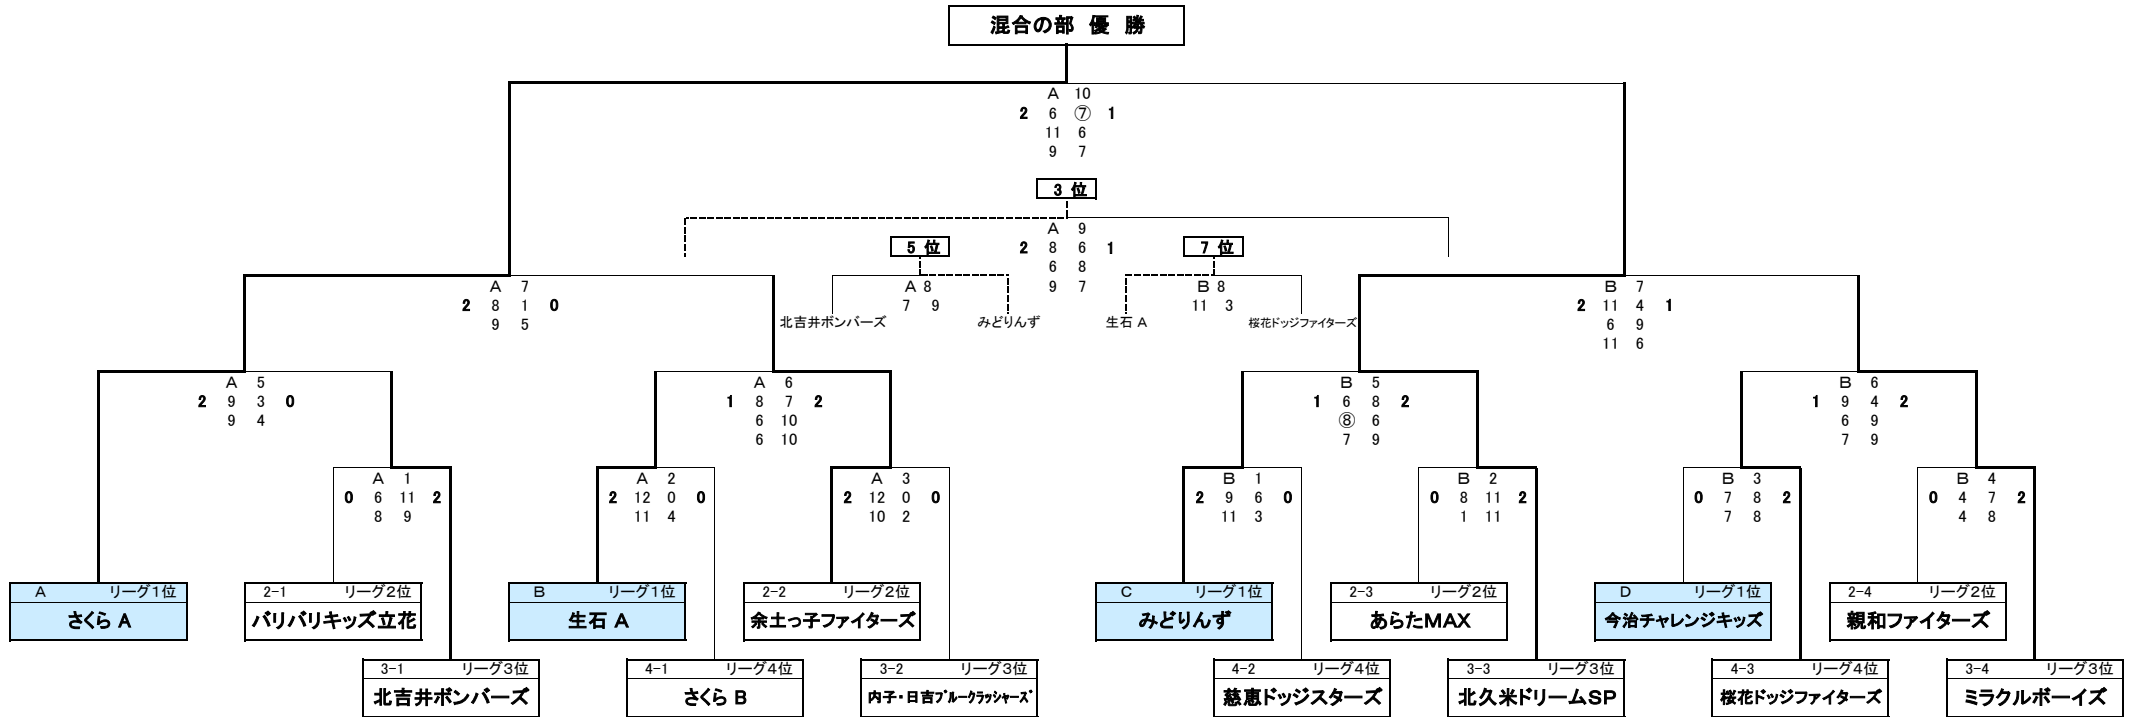 混合の部 優 勝
A 10
2 6 ⑦ 1
11 6
9 7
3 位
A 9
2 8 6 1
6 8
9 7
5 位
7 位
A 8
7 9
北吉井ボンバーズ みどりんず
B 8
11 3
生石 A 桜花ドッジファイターズ
A 7
2 8 1 0
9 5
B 7
2 11 4 1
6 9
11 6
A 5
2 9 3 0
9 4
A 6
1 8 7 2
6 10
6 10
B 5
1 6 8 2
⑧ 6
7 9
B 6
1 9 4 2
6 9
7 9
A 1
0 6 11 2
8 9
A 2
2 12 0 0
11 4
A 3
2 12 0 0
10 2
B 1
2 9 6 0
11 3
B 2
0 8 11 2
1 11
B 3
0 7 8 2
7 8
B 4
0 4 7 2
4 8
A リーグ1位
さくら A
2-1 リーグ2位
バリバリキッズ立花
B リーグ1位
生石 A
2-2 リーグ2位
余土っ子ファイターズ
C リーグ1位
みどりんず
2-3 リーグ2位
あらたMAX
D リーグ1位
今治チャレンジキッズ
2-4 リーグ2位
親和ファイターズ
3-1 リーグ3位
北吉井ボンバーズ
4-1 リーグ4位
さくら B
3-2 リーグ3位
内子・日吉ブルークラッシャーズ
4-2 リーグ4位
慈恵ドッジスターズ
3-3 リーグ3位
北久米ドリームSP
4-3 リーグ4位
桜花ドッジファイターズ
3-4 リーグ3位
ミラクルボーイズ